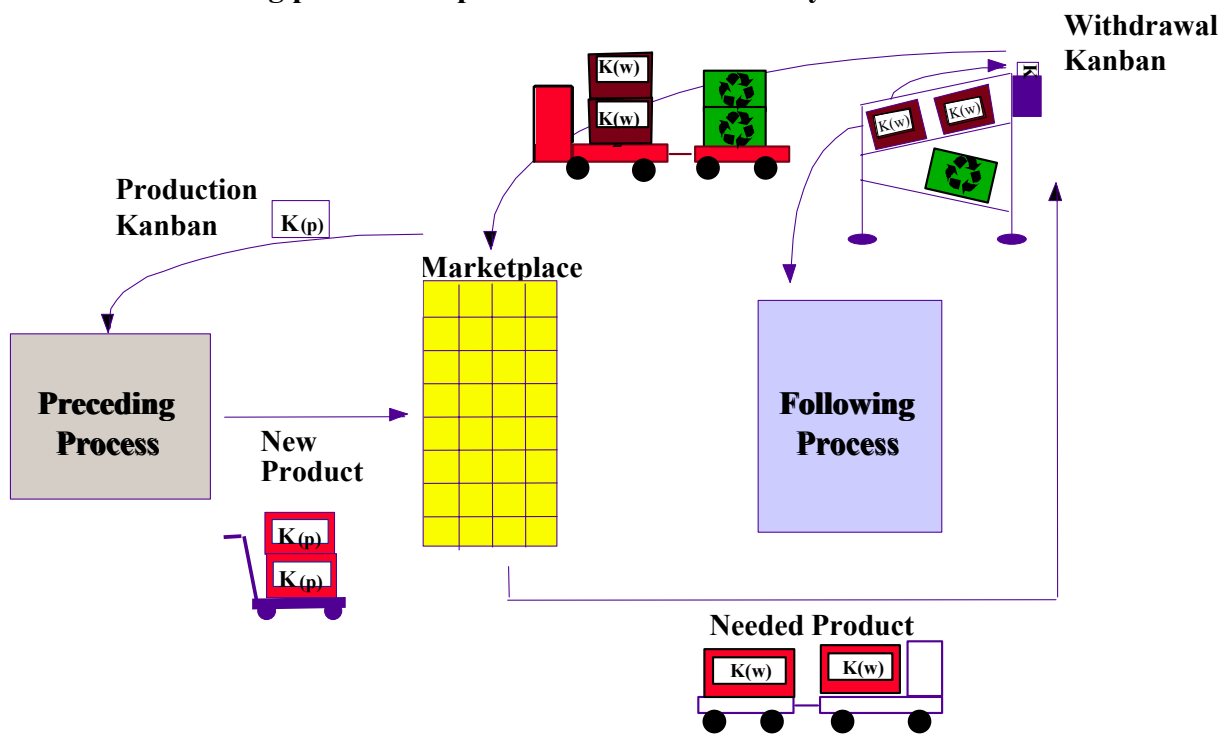 Withdrawal
Kanban
K(w)
K(w)
K
K(w)
K(w)
Production
Kanban
K(p)
Marketplace
Preceding
Process
New
Product
Following
Process
K(p)
K(p)
Needed Product
K(w)
K(w)